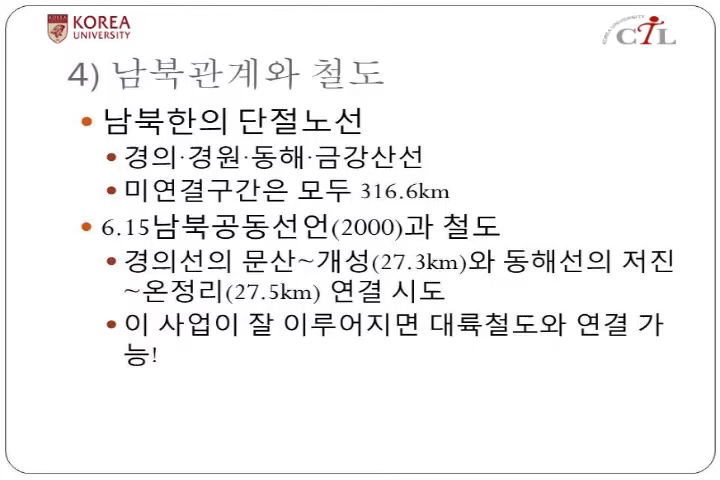 KOREA
UNIVERSITY
KOREA UNIVERSITY
CTL
4) 남북관계와 철도
• 남북한의 단절노선
• 경의·경원·동해·금강산선
• 미연결구간은 모두 316.6km
• 6.15남북공동선언(2000)과 철도
• 경의선의 문산~개성(27.3km)와 동해선의 저진
~온정리(27.5km) 연결 시도
• 이 사업이 잘 이루어지면 대륙철도와 연결 가
능!